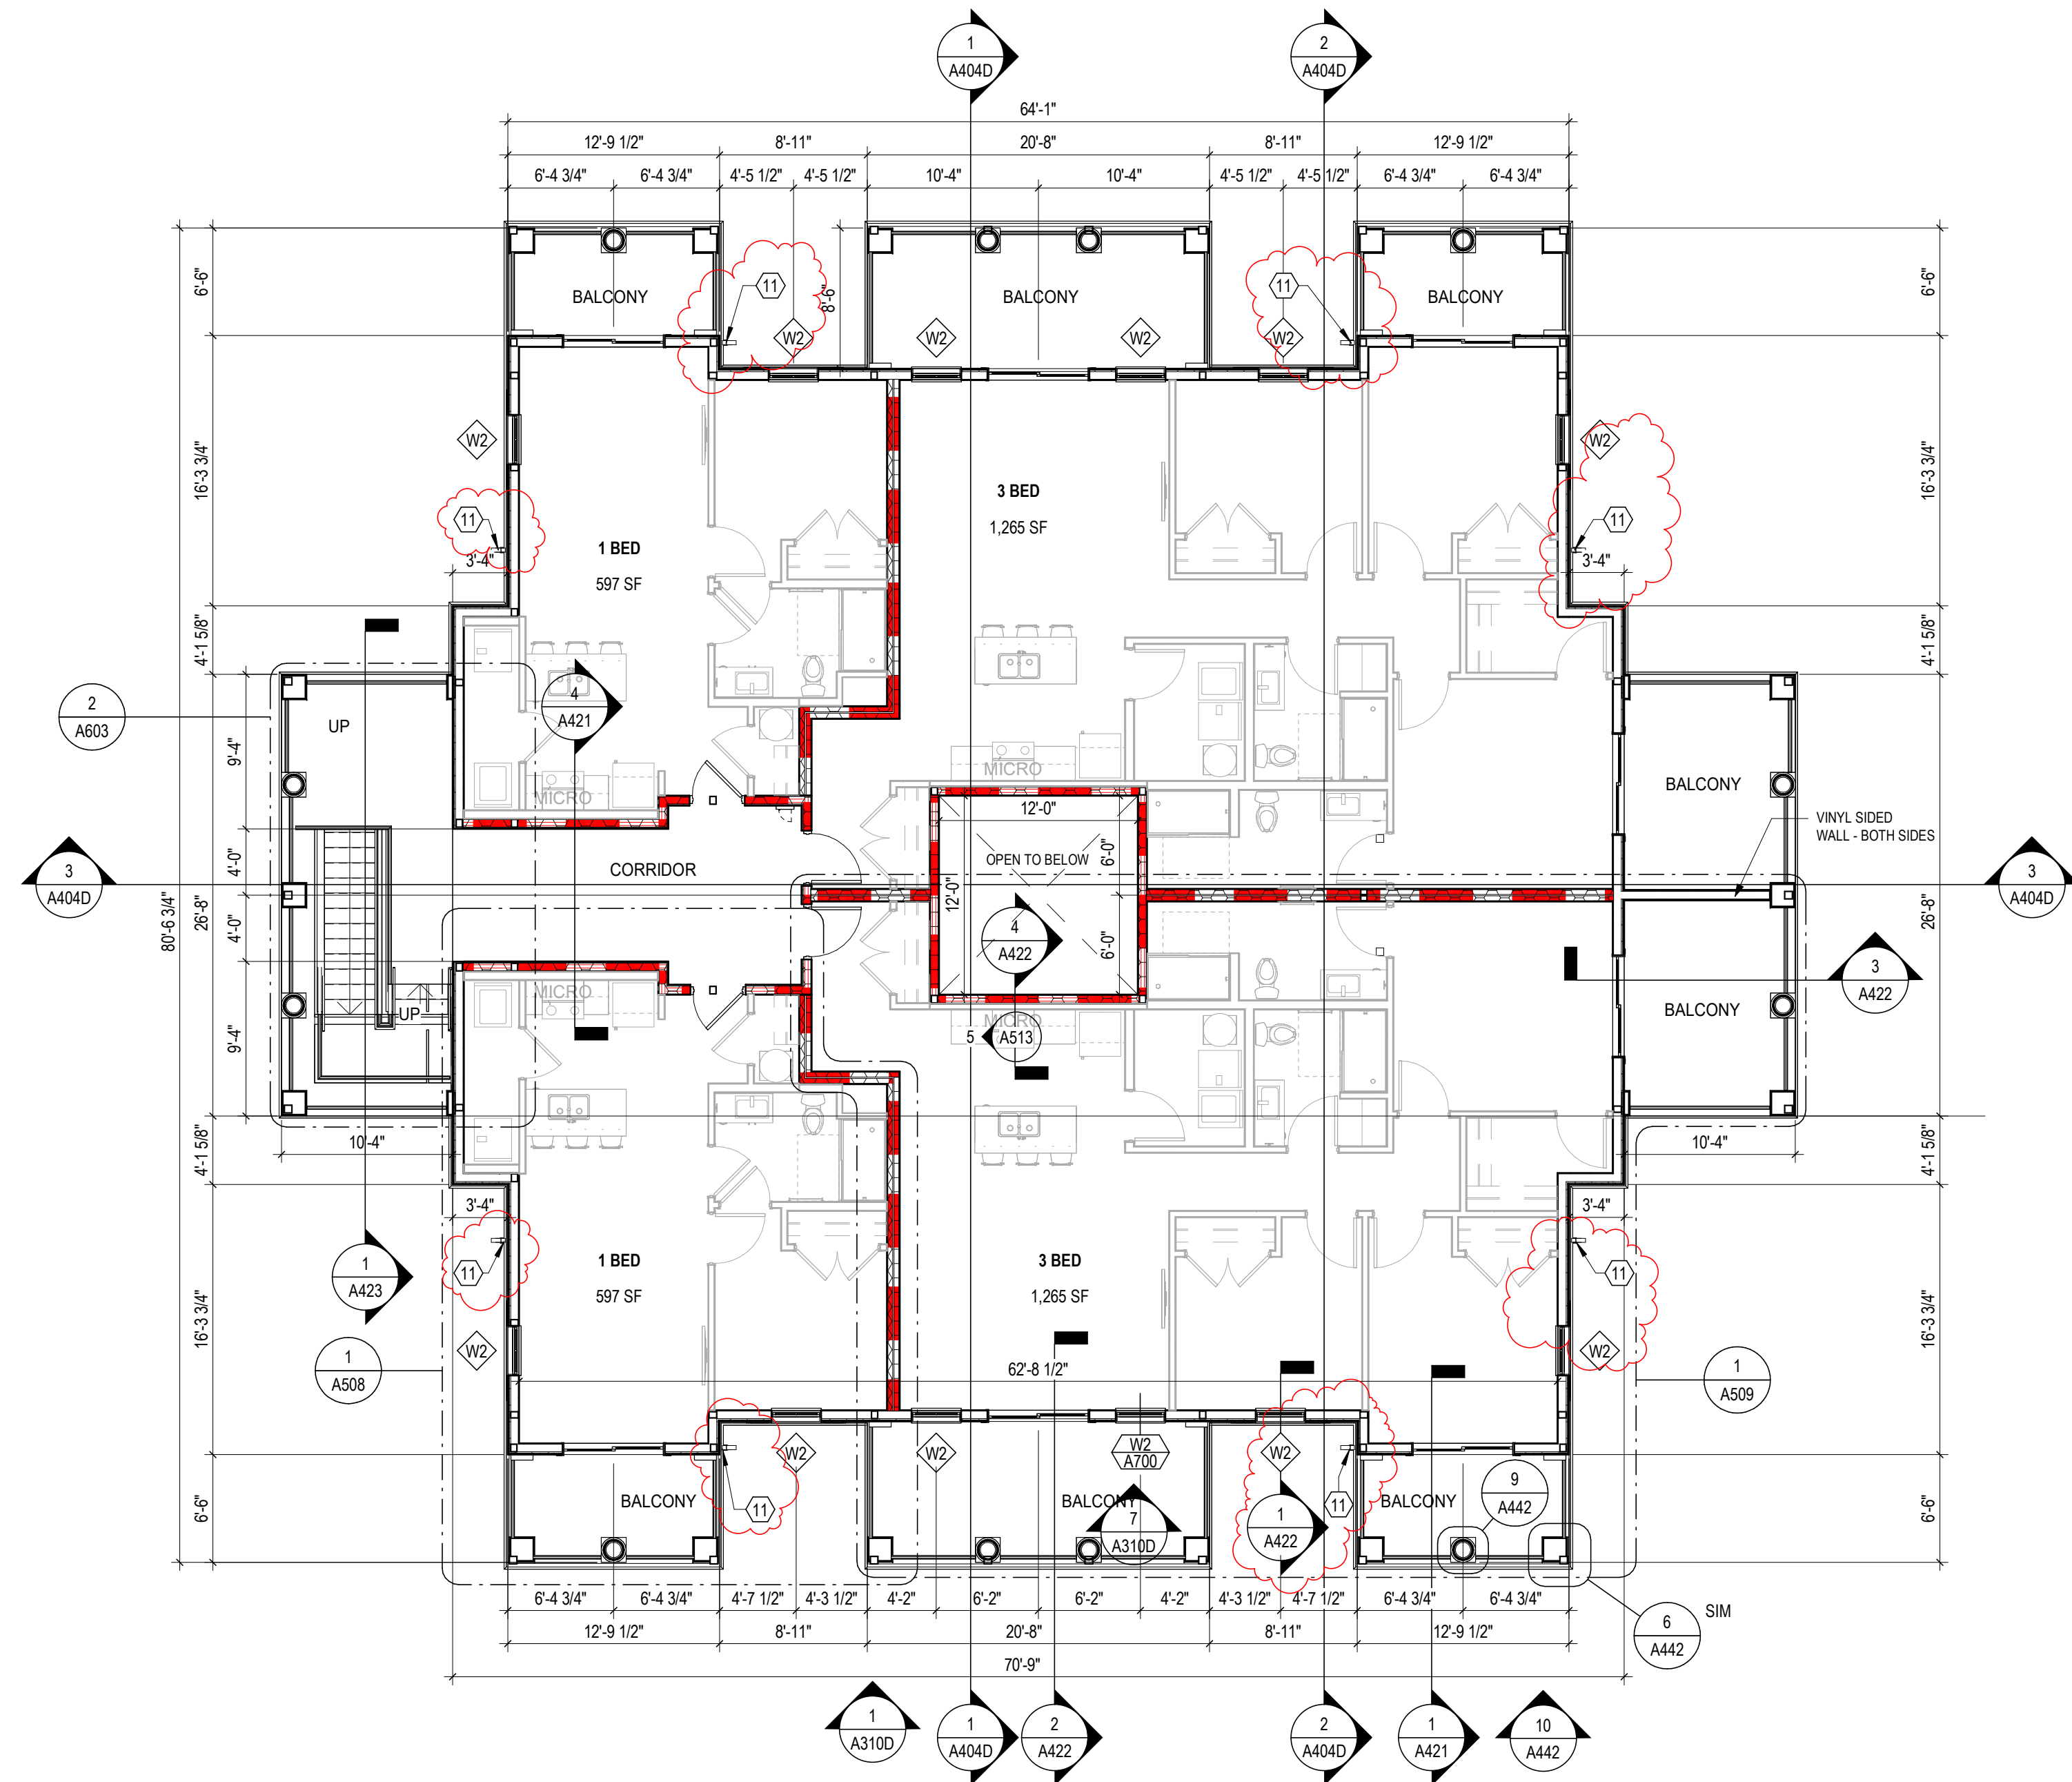 1
A404D
2
A404D
64'-1"
12'-9 1/2"
8'-11"
20'-8"
8'-11"
12'-9 1/2"
6'-4 3/4"
6'-4 3/4"
4'-5 1/2"
4'-5 1/2"
10'-4"
10'-4"
4'-5 1/2"
4'-5 1/2"
6'-4 3/4"
6'-4 3/4"
6'-6"
BALCONY
11
8'-6"
BALCONY
11
BALCONY
6'-6"
W2
W2
W2
W2
W2
W2
16'-3 3/4"
3 BED
1,265 SF
16'-3 3/4"
11
11
3'-4"
1 BED
597 SF
3'-4"
4'-1 5/8"
4'-1 5/8"
4
A421
2
A603
UP
9'-4"
MICRO
MICRO
BALCONY
12'-0"
VINYL SIDED
WALL - BOTH SIDES
OPEN TO BELOW
6'-0"
4'-0"
CORRIDOR
3
A404D
3
A404D
12'-0"
80'-6 3/4"
26'-8"
26'-8"
4'-0"
4
A422
6'-0"
3
A422
MICRO
UP
MICRO
BALCONY
9'-4"
5
A513
10'-4"
10'-4"
4'-1 5/8"
4'-1 5/8"
3'-4"
3'-4"
1
A423
11
1 BED
597 SF
3 BED
1,265 SF
11
16'-3 3/4"
16'-3 3/4"
W2
W2
1
A508
62'-8 1/2"
1
A509
W2
W2
W2
A700
W2
9
A442
6'-6"
BALCONY
11
BALCONY
7
A310D
1
A422
11
BALCONY
6'-6"
6'-4 3/4"
6'-4 3/4"
4'-7 1/2"
4'-3 1/2"
4'-2"
6'-2"
6'-2"
4'-2"
4'-3 1/2"
4'-7 1/2"
6'-4 3/4"
6'-4 3/4"
SIM
6
A442
12'-9 1/2"
8'-11"
20'-8"
8'-11"
12'-9 1/2"
70'-9"
1
A310D
1
A404D
2
A422
2
A404D
1
A421
10
A442